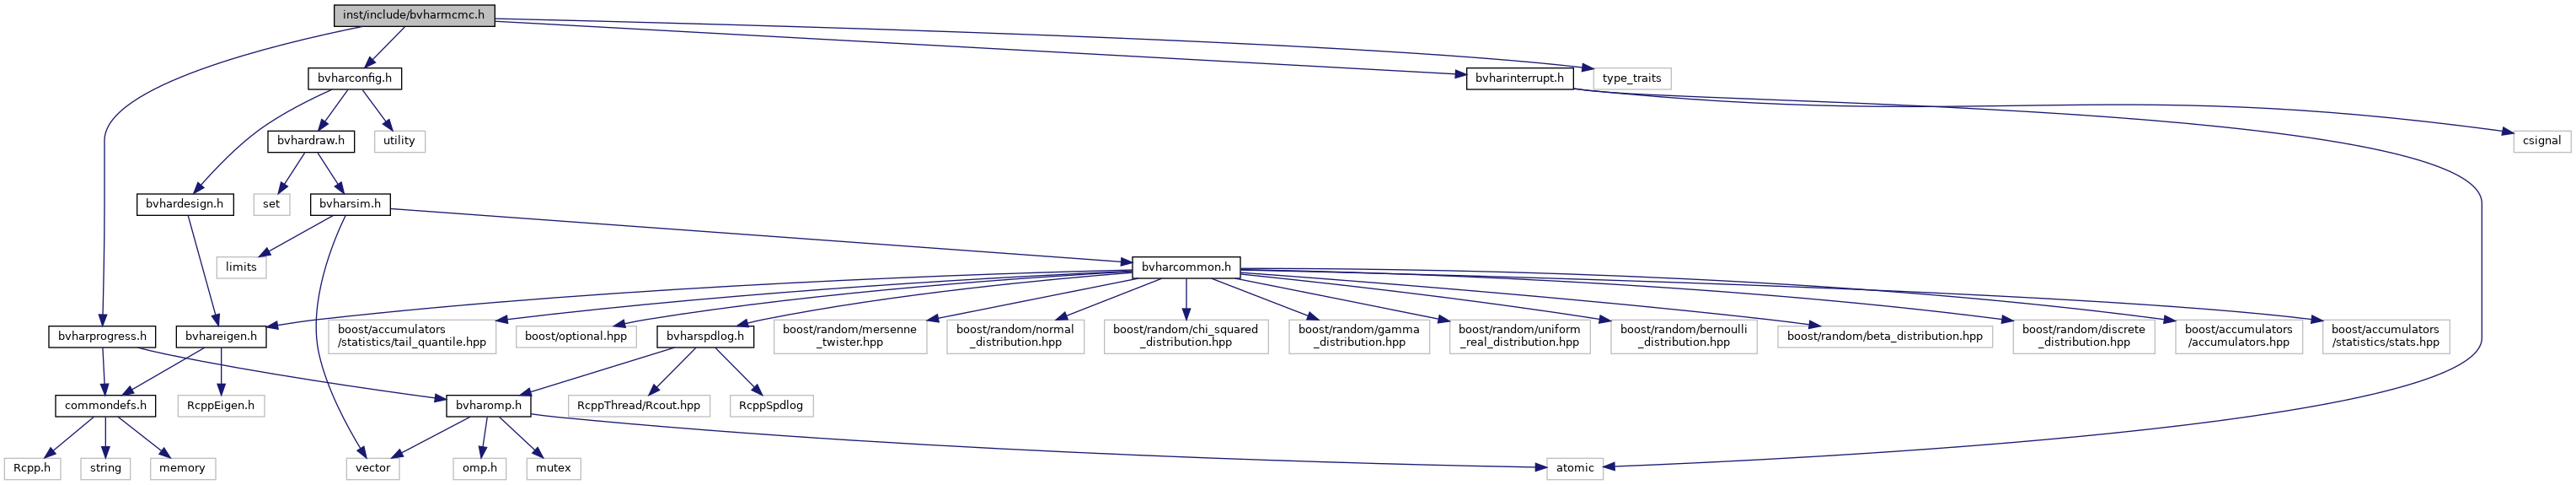 inst/include/bvharmcmc.h
bvharconfig.h
bvharinterrupt.h
type_traits
bvhardraw.h
utility
csignal
bvhardesign.h
set
bvharsim.h
limits
bvharcommon.h
bvharprogress.h
bvhareigen.h
boost/accumulators
/statistics/tail_quantile.hpp
boost/optional.hpp
bvharspdlog.h
boost/random/mersenne
_twister.hpp
boost/random/normal
_distribution.hpp
boost/random/chi_squared
_distribution.hpp
boost/random/gamma
_distribution.hpp
boost/random/uniform
_real_distribution.hpp
boost/random/bernoulli
_distribution.hpp
boost/random/beta_distribution.hpp
boost/random/discrete
_distribution.hpp
boost/accumulators
/accumulators.hpp
boost/accumulators
/statistics/stats.hpp
commondefs.h
RcppEigen.h
bvharomp.h
RcppThread/Rcout.hpp
RcppSpdlog
Rcpp.h
string
memory
vector
omp.h
mutex
atomic